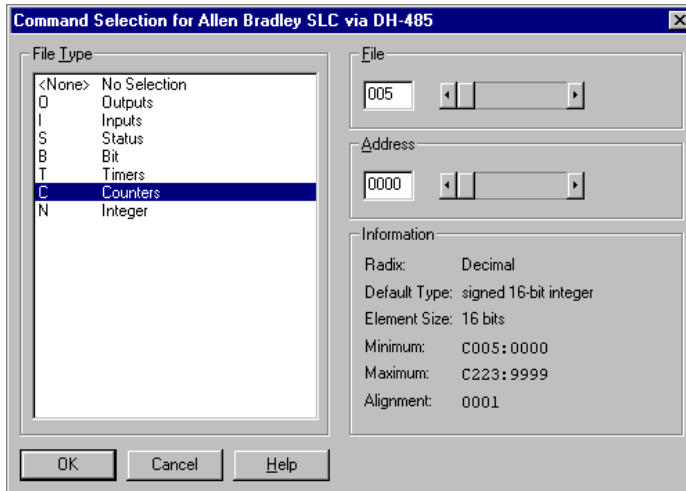 Command Selection for Allen Bradley SLC via DH-485
File Type
<None> No Selection
O Outputs
I Inputs
S Status
B Bit
T Timers
C Counters
N Integer
File
005
Address
0000
Information
Radix: Decimal
Default Type: signed 16-bit integer
Element Size: 16 bits
Minimum: C005:0000
Maximum: C223:9999
Alignment: 0001
OK Cancel Help